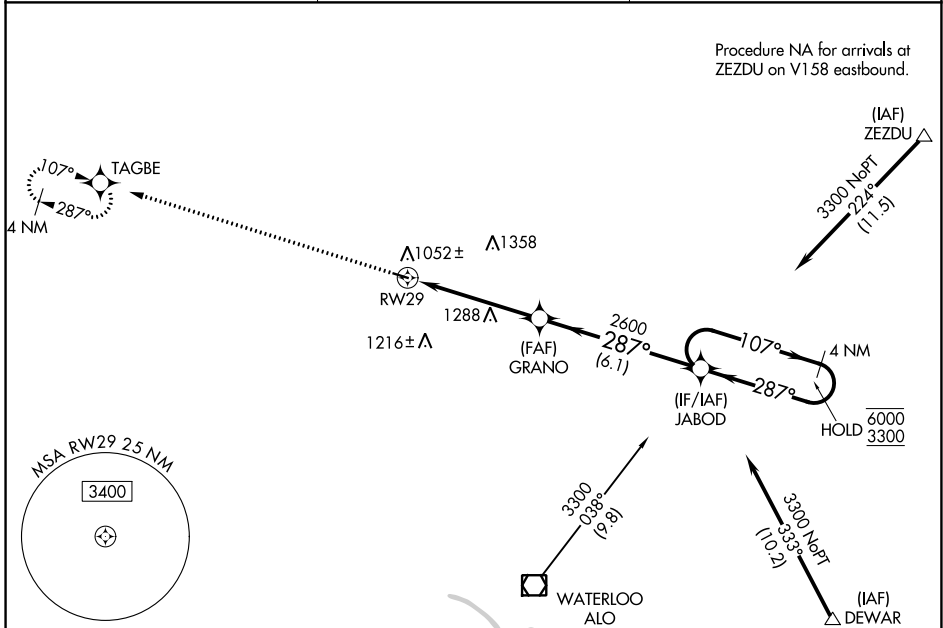 Procedure NA for arrivals at
ZEZDU on V158 eastbound.
(IAF)
ZEZDU
3300 NoPT
224°
(11.5)
107°
TAGBE
287°
4 NM
1052±
1358
RW29
1288
1216±
(FAF)
GRANO
2600
287°
(6.1)
107°
4 NM
287°
(IF/IAF)
JABOD
HOLD
6000
3300
MSA RW29 25 NM
3400
3300
038°
(9.8)
3300 NoPT
333°
(10.2)
WATERLOO
ALO
(IAF)
DEWAR